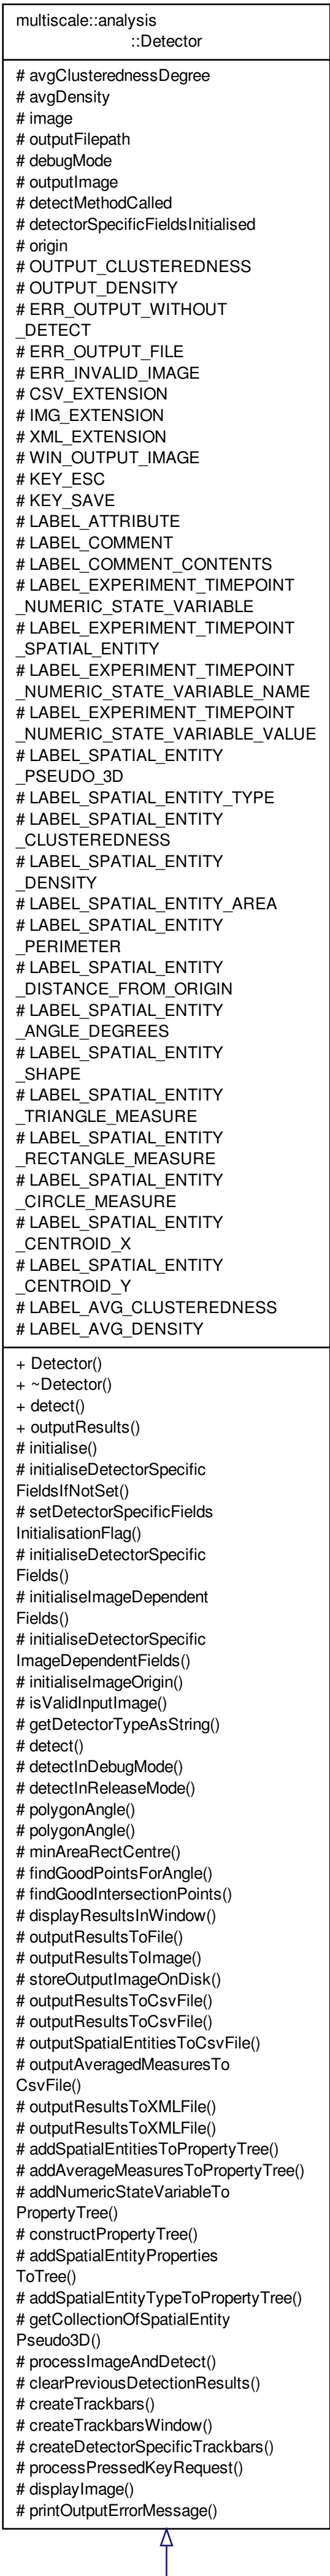 multiscale::analysis
::Detector
# avgClusterednessDegree
# avgDensity
# image
# outputFilepath
# debugMode
# outputImage
# detectMethodCalled
# detectorSpecificFieldsInitialised
# origin
# OUTPUT_CLUSTEREDNESS
# OUTPUT_DENSITY
# ERR_OUTPUT_WITHOUT
_DETECT
# ERR_OUTPUT_FILE
# ERR_INVALID_IMAGE
# CSV_EXTENSION
# IMG_EXTENSION
# XML_EXTENSION
# WIN_OUTPUT_IMAGE
# KEY_ESC
# KEY_SAVE
# LABEL_ATTRIBUTE
# LABEL_COMMENT
# LABEL_COMMENT_CONTENTS
# LABEL_EXPERIMENT_TIMEPOINT
_NUMERIC_STATE_VARIABLE
# LABEL_EXPERIMENT_TIMEPOINT
_SPATIAL_ENTITY
# LABEL_EXPERIMENT_TIMEPOINT
_NUMERIC_STATE_VARIABLE_NAME
# LABEL_EXPERIMENT_TIMEPOINT
_NUMERIC_STATE_VARIABLE_VALUE
# LABEL_SPATIAL_ENTITY
_PSEUDO_3D
# LABEL_SPATIAL_ENTITY_TYPE
# LABEL_SPATIAL_ENTITY
_CLUSTEREDNESS
# LABEL_SPATIAL_ENTITY
_DENSITY
# LABEL_SPATIAL_ENTITY_AREA
# LABEL_SPATIAL_ENTITY
_PERIMETER
# LABEL_SPATIAL_ENTITY
_DISTANCE_FROM_ORIGIN
# LABEL_SPATIAL_ENTITY
_ANGLE_DEGREES
# LABEL_SPATIAL_ENTITY
_SHAPE
# LABEL_SPATIAL_ENTITY
_TRIANGLE_MEASURE
# LABEL_SPATIAL_ENTITY
_RECTANGLE_MEASURE
# LABEL_SPATIAL_ENTITY
_CIRCLE_MEASURE
# LABEL_SPATIAL_ENTITY
_CENTROID_X
# LABEL_SPATIAL_ENTITY
_CENTROID_Y
# LABEL_AVG_CLUSTEREDNESS
# LABEL_AVG_DENSITY
+ Detector()
+ ~Detector()
+ detect()
+ outputResults()
# initialise()
# initialiseDetectorSpecific
FieldsIfNotSet()
# setDetectorSpecificFields
InitialisationFlag()
# initialiseDetectorSpecific
Fields()
# initialiseImageDependent
Fields()
# initialiseDetectorSpecific
ImageDependentFields()
# initialiseImageOrigin()
# isValidInputImage()
# getDetectorTypeAsString()
# detect()
# detectInDebugMode()
# detectInReleaseMode()
# polygonAngle()
# polygonAngle()
# minAreaRectCentre()
# findGoodPointsForAngle()
# findGoodIntersectionPoints()
# displayResultsInWindow()
# outputResultsToFile()
# outputResultsToImage()
# storeOutputImageOnDisk()
# outputResultsToCsvFile()
# outputResultsToCsvFile()
# outputSpatialEntitiesToCsvFile()
# outputAveragedMeasuresTo
CsvFile()
# outputResultsToXMLFile()
# outputResultsToXMLFile()
# addSpatialEntitiesToPropertyTree()
# addAverageMeasuresToPropertyTree()
# addNumericStateVariableTo
PropertyTree()
# constructPropertyTree()
# addSpatialEntityProperties
ToTree()
# addSpatialEntityTypeToPropertyTree()
# getCollectionOfSpatialEntity
Pseudo3D()
# processImageAndDetect()
# clearPreviousDetectionResults()
# createTrackbars()
# createTrackbarsWindow()
# createDetectorSpecificTrackbars()
# processPressedKeyRequest()
# displayImage()
# printOutputErrorMessage()